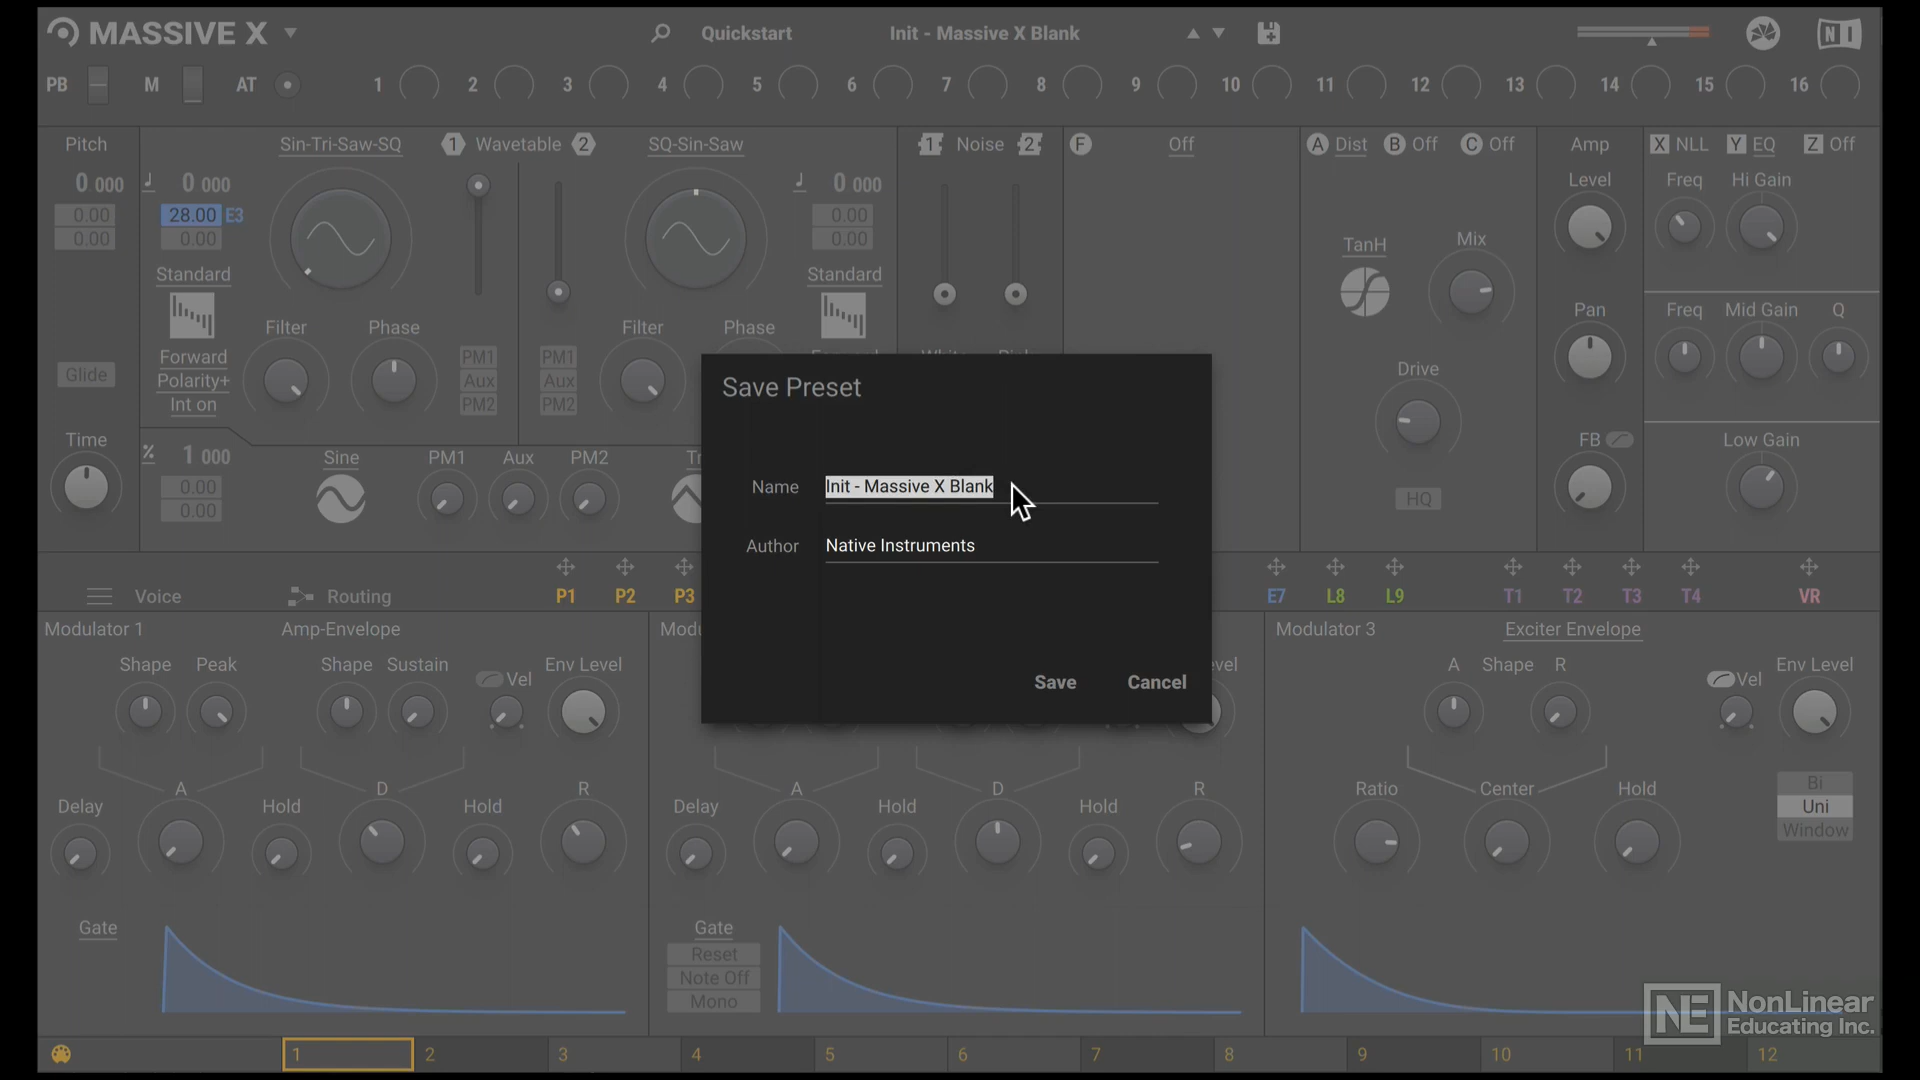 MASSIVE X
Quickstart
Init - Massive X Blank
NI
PB M AT 1 2 3 4 5 6 7 8 9 10 11 12 13 14 15 16
Pitch
Sin-Tri-Saw-SQ
1 Wavetable 2
SQ-Sin-Saw
1 Noise 2
F Off
A Dist B Off C Off
Amp
X NLL Y EQ Z Off
0 000
0 000
0 000
Level
Freq Hi Gain
0.00
28.00 E3
0.00
0.00
0.00
0.00
TanH Mix
Standard
Standard
Filter Phase
Filter Phase
Pan
Freq Mid Gain Q
Forward
PM1
PM1
Glide
Polarity+
Aux
Aux
Drive
Int on
PM2
PM2
Save Preset
Time
% 1 000
Sine PM1 Aux PM2
FB
Low Gain
0.00
0.00
HQ
Name Init - Massive X Blank
Author Native Instruments
Save Cancel
Voice Routing P1 P2 P3 E7 L8 L9 T1 T2 T3 T4 VR
Modulator 1 Amp-Envelope
Modulator 3 Exciter Envelope
Shape Peak Shape Sustain Vel Env Level
A Shape R Vel Env Level
Delay A Hold D Hold R
Delay A Hold D Hold R
Ratio Center Hold
Bi
Uni
Window
Gate
Gate
Reset
Note Off
Mono
NE NonLinear
Educating Inc.
1 2 3 4 5 6 7 8 9 10 11 12